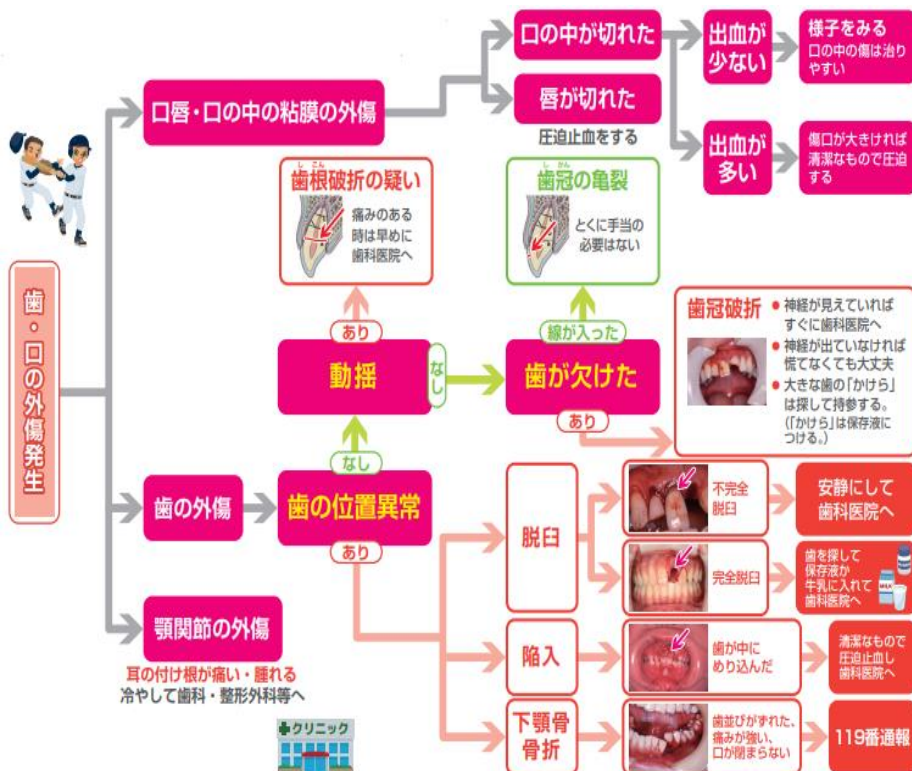 歯・口の外傷発生
口唇・口の中の粘膜の外傷
口の中が切れた
出血が
少ない
様子をみる
口の中の傷は治り
やすい
出血が
多い
傷口が大きければ
清潔なもので圧迫
する
唇が切れた
圧迫止血をする
しこん
歯根破折の疑い
痛みのある
時は早めに
歯科医院へ
しかん
歯冠の亀裂
とくに手当の
必要はない
あり
動揺
なし
線が入った
歯が欠けた
あり
歯冠破折
● 神経が見えていれば
すぐに歯科医院へ
● 神経が出ていなければ
慌てなくても大丈夫
● 大きな歯の「かけら」
は探して持参する。
(「かけら」は保存液に
つける。)
なし
歯の外傷
歯の位置異常
あり
脱臼
不完全
脱臼
安静にして
歯科医院へ
完全脱臼
歯を探して
保存液か
牛乳に入れて
歯科医院へ
MILK
陥入
歯が中に
めり込んだ
清潔なもので
圧迫止血し
歯科医院へ
下顎骨
骨折
歯並びがずれた、
痛みが強い、
口が閉まらない
119番通報
顎関節の外傷
耳の付け根が痛い・腫れる
冷やして歯科・整形外科等へ
クリニック